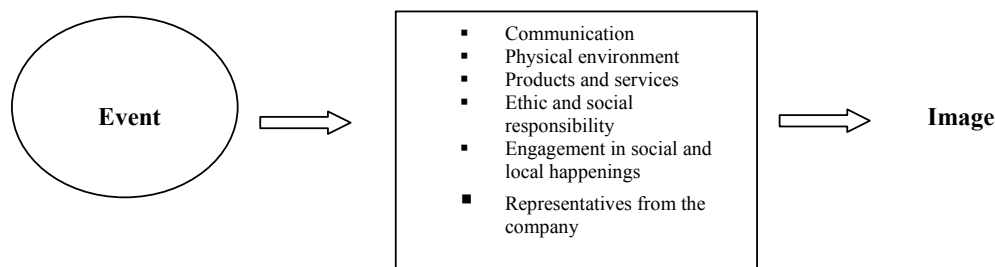 Event
▪ Communication
▪ Physical environment
▪ Products and services
▪ Ethic and social
responsibility
▪ Engagement in social and
local happenings
▪ Representatives from the
company
Image